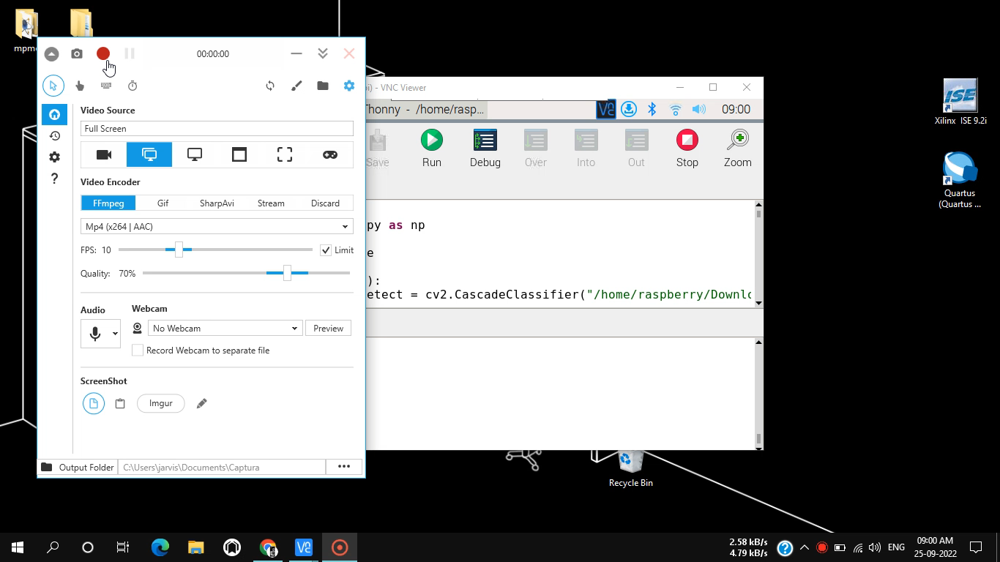 mpm
00:00:00
Video Source
Full Screen
Video Encoder
FFmpeg
Gif
SharpAvi
Stream
Discard
Mp4 (x264 | AAC)
FPS: 10
Limit
Quality: 70%
Audio
Webcam
No Webcam
Preview
Record Webcam to separate file
ScreenShot
Imgur
Output Folder
C:\Users\jarvis\Documents\Captura
•••
i) - VNC Viewer
Thonny - /home/rasp...
09:00
Save
Run
Debug
Over
Into
Out
Stop
Zoom
py as np
e
):
etect = cv2.CascadeClassifier("/home/raspberry/Downlo
ISE
Xilinx ISE 9.2i
Quartus
(Quartus ...
Recycle Bin
2.58 kB/s
4.79 kB/s
ENG
09:00 AM
25-09-2022